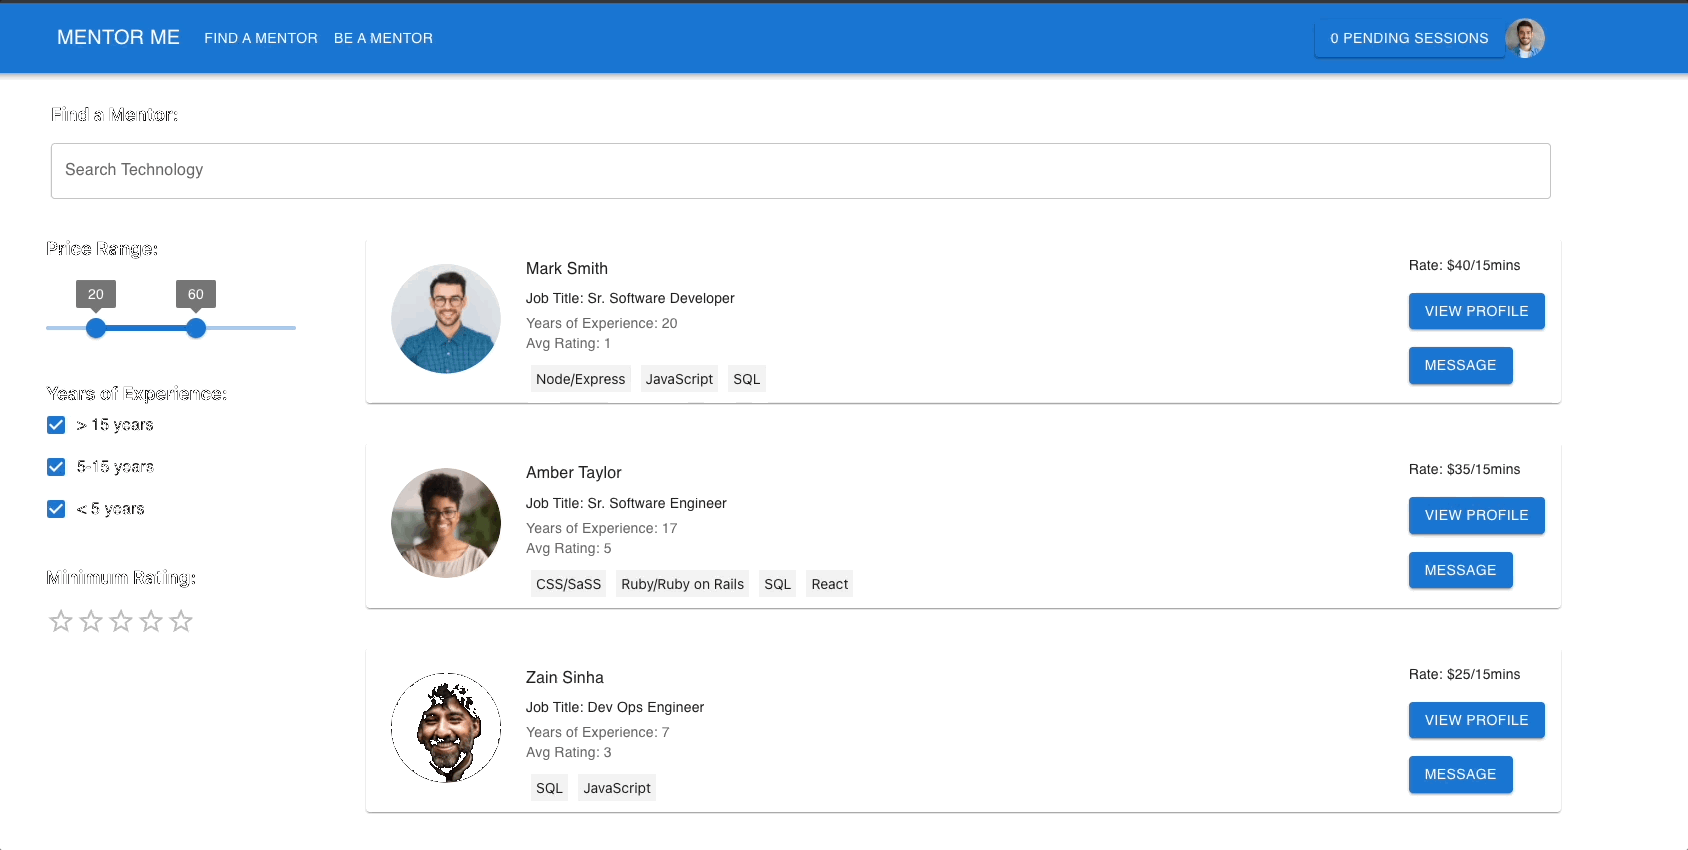 MENTOR ME FIND A MENTOR BE A MENTOR 0 PENDING SESSIONS
Find a Mentor:
Search Technology
Price Range:
20 60
Years of Experience:
> 15 years
5-15 years
< 5 years
Minimum Rating:
Mark Smith
Job Title: Sr. Software Developer
Years of Experience: 20
Avg Rating: 1
Node/Express JavaScript SQL
Rate: $40/15mins
VIEW PROFILE
MESSAGE
Amber Taylor
Job Title: Sr. Software Engineer
Years of Experience: 17
Avg Rating: 5
CSS/SaSS Ruby/Ruby on Rails SQL React
Rate: $35/15mins
VIEW PROFILE
MESSAGE
Zain Sinha
Job Title: Dev Ops Engineer
Years of Experience: 7
Avg Rating: 3
SQL JavaScript
Rate: $25/15mins
VIEW PROFILE
MESSAGE